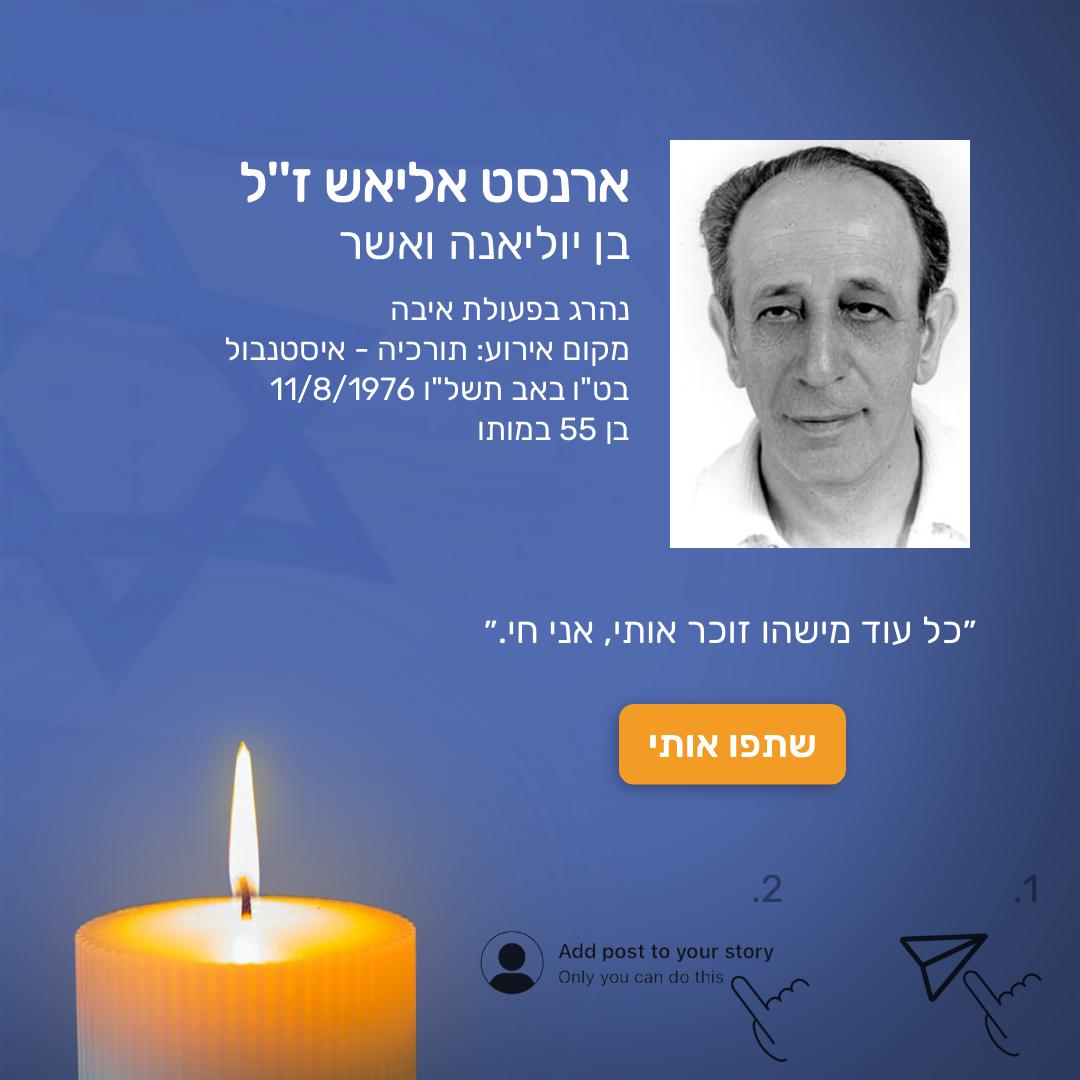 ארנסט אליאש ז"ל
בן יוליאנה ואשר
נהרג בפעולת איבה
מקום אירוע: תורכיה - איסטנבול
בט"ו באב תשל"ו 11/8/1976
בן 55 במותו
״כל עוד מישהו זוכר אותי, אני חי.״
שתפו אותי
1.
2.
Add post to your story
Only you can do this